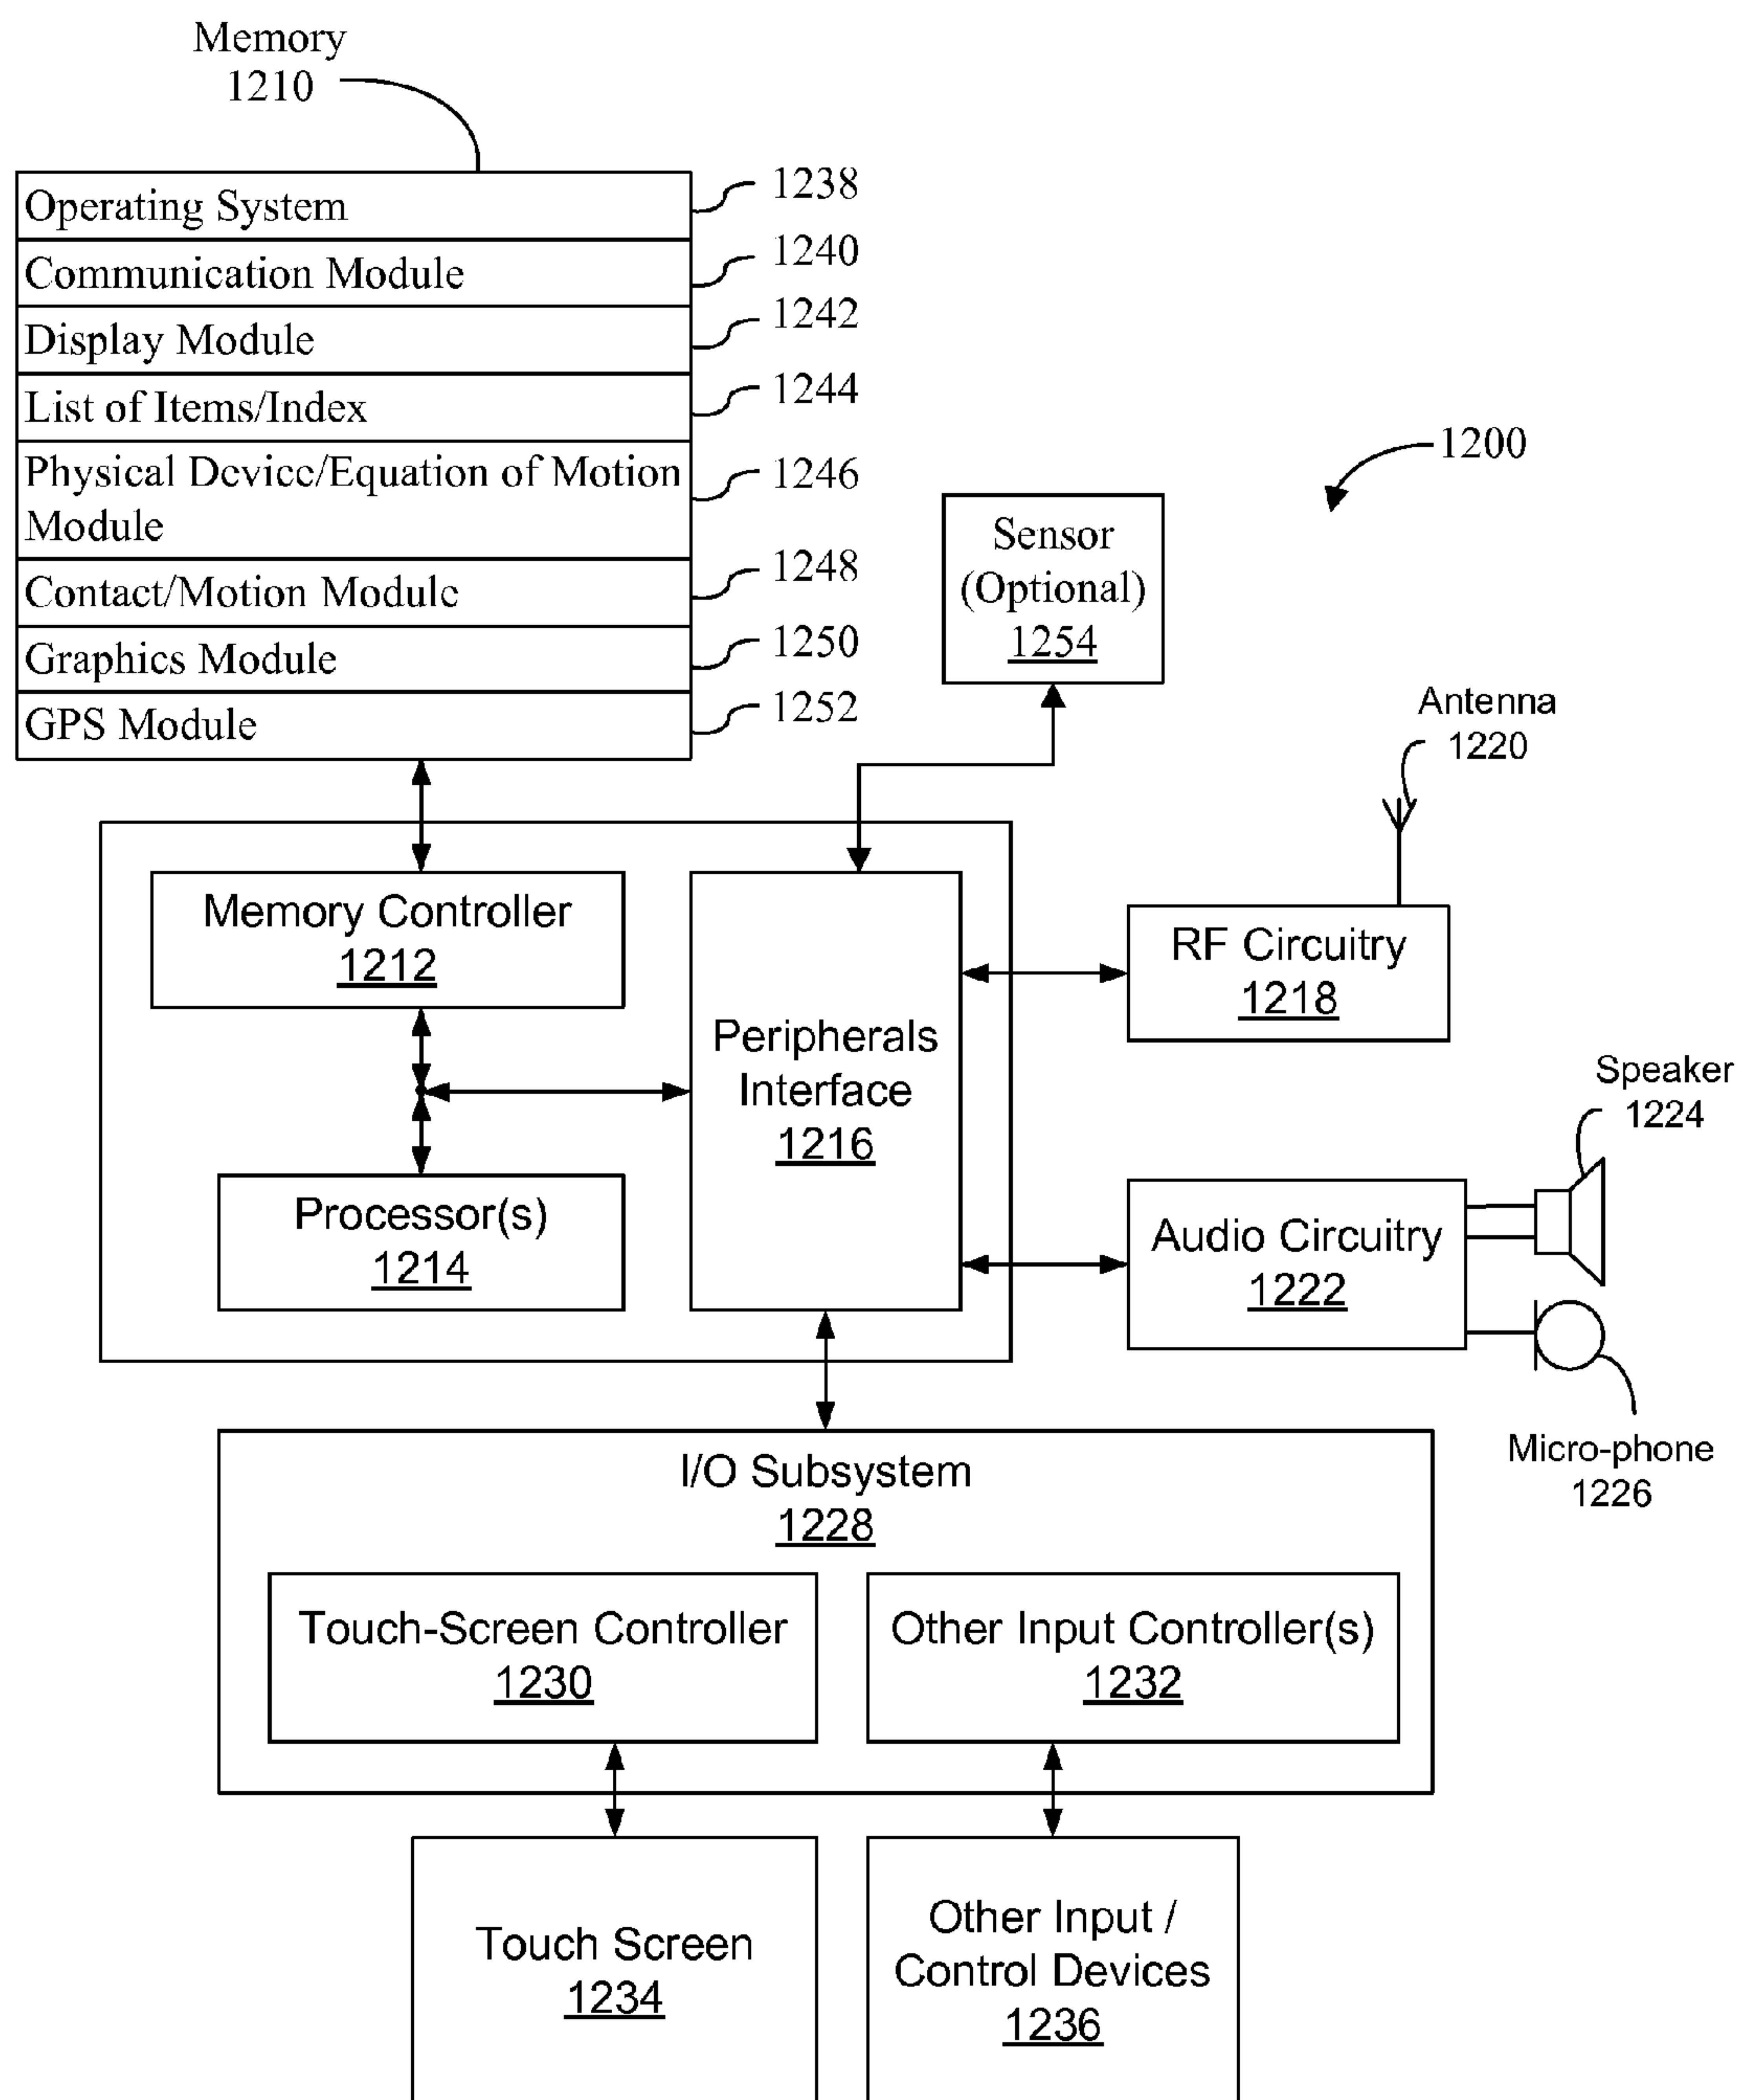 Memory
1210
Operating System
1238
Communication Module
1240
Display Module
1242
List of Items/Index
1244
Physical Device/Equation of Motion
Module
1246
Contact/Motion Module
1248
Graphics Module
1250
GPS Module
1252
1200
Sensor
(Optional)
1254
Antenna
1220
Memory Controller
1212
RF Circuitry
1218
Peripherals
Interface
1216
Speaker
1224
Processor(s)
1214
Audio Circuitry
1222
Micro-phone
1226
I/O Subsystem
1228
Touch-Screen Controller
1230
Other Input Controller(s)
1232
Touch Screen
1234
Other Input /
Control Devices
1236